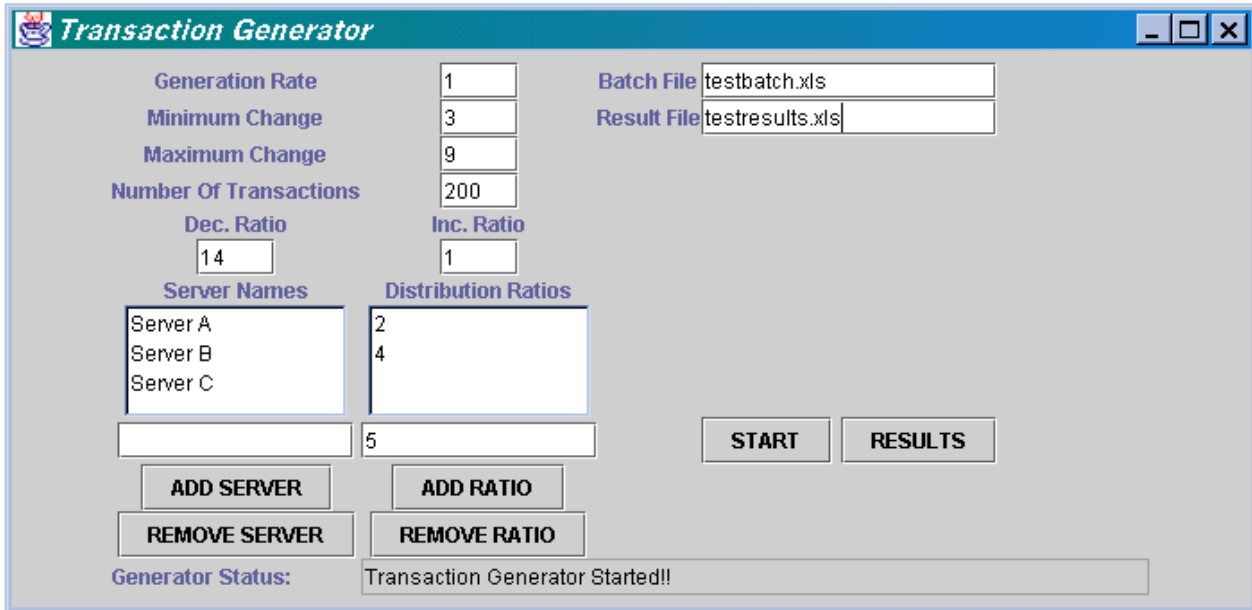 Transaction Generator
Generation Rate 1 Batch File testbatch.xls
Minimum Change 3 Result File testresults.xls
Maximum Change 9
Number Of Transactions 200
Dec. Ratio Inc. Ratio
14 1
Server Names Distribution Ratios
Server A 2
Server B 4
Server C
5 START RESULTS
ADD SERVER ADD RATIO
REMOVE SERVER REMOVE RATIO
Generator Status: Transaction Generator Started!!